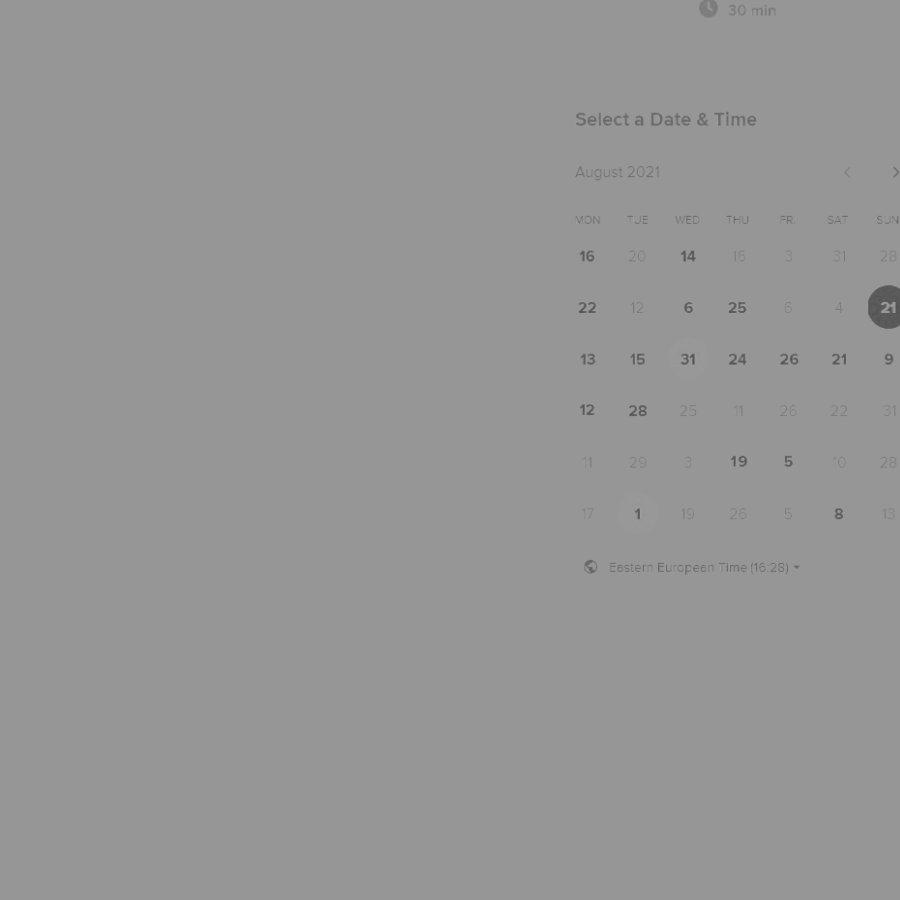 30 min
Select a Date & Time
August 2021
MON TUE WED THU FRI SAT SUN
16 20 14 15 3 31 28
22 12 6 25 6 4 21
13 15 31 24 26 21 9
12 28 25 11 26 22 31
11 29 3 19 5 10 28
17 1 19 26 5 8 13
Eastern European Time (16:28)